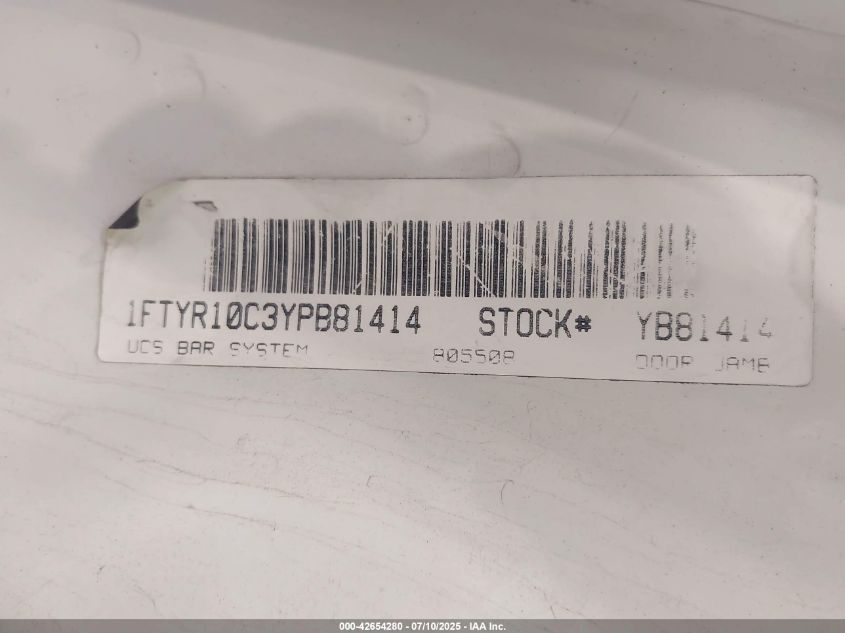 1FTYR10C3YPB81414 STOCK# YB81414
UCS BAR SYSTEM 805508 DOOR JAMB
000-42654280 - 07/10/2025 - IAA Inc.